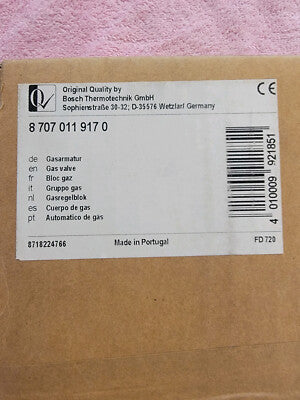 Original Quality by
Bosch Thermotechnik GmbH
Sophienstraße 30-32; D-35576 Wetzlar/ Germany
CE
8 707 011 917 0
de Gasarmatur
en Gas valve
fr Bloc gaz
it Gruppo gas
nl Gasregelblok
es Cuerpo de gas
pt Automatico de gas
4 010009 921851
8718224766 Made in Portugal FD 720